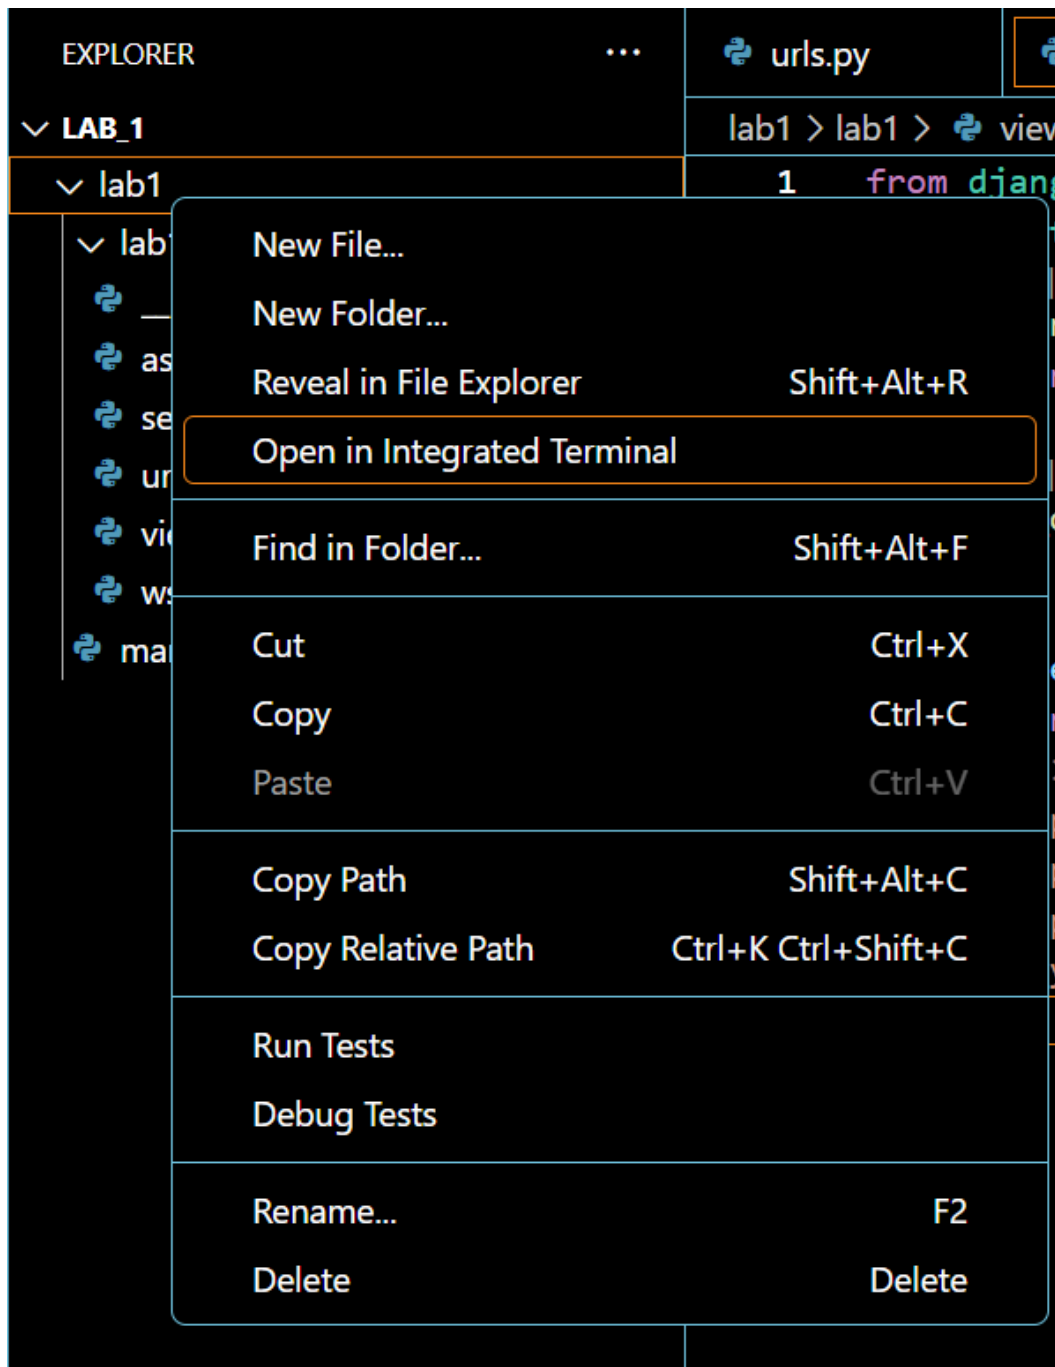 EXPLORER ...
urls.py
LAB_1
lab1 > lab1 >
lab1
1 from
New File...
New Folder...
Reveal in File Explorer Shift+Alt+R
Open in Integrated Terminal
Find in Folder... Shift+Alt+F
Cut Ctrl+X
Copy Ctrl+C
Paste Ctrl+V
Copy Path Shift+Alt+C
Copy Relative Path Ctrl+K Ctrl+Shift+C
Run Tests
Debug Tests
Rename... F2
Delete Delete